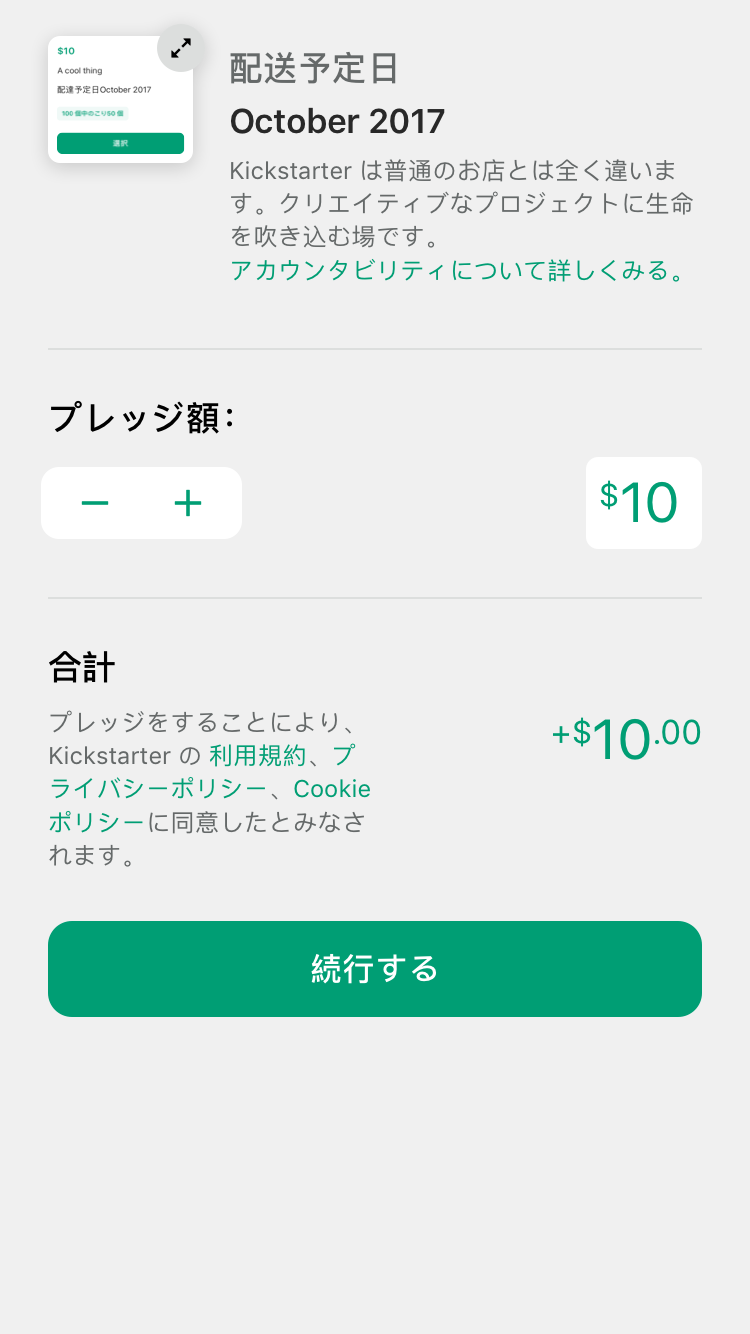 $10
A cool thing
配達予定日October 2017
100 個中のこり50 個
選択
配送予定日
October 2017
Kickstarter は普通のお店とは全く違いま
す。クリエイティブなプロジェクトに生命
を吹き込む場です。
アカウンタビリティについて詳しくみる。
プレッジ額:
− +
$10
合計
プレッジをすることにより、
Kickstarter の 利用規約、プ
ライバシーポリシー、Cookie
ポリシーに同意したとみなさ
れます。
+$10.00
続行する